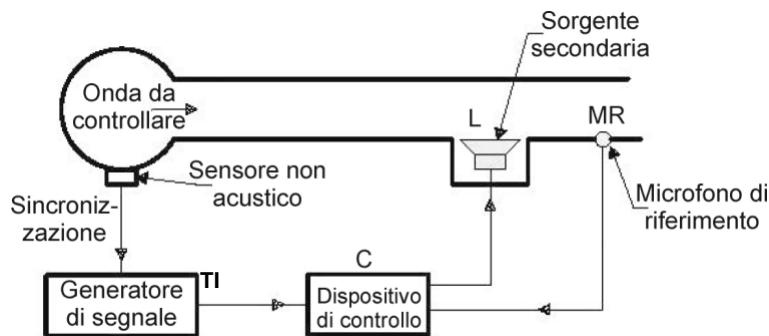 Sorgente
secondaria
Onda da
controllare
L
MR
Sensore non
acustico
Microfono di
riferimento
Sincroniz-
zazione
C
TI
Generatore
di segnale
Dispositivo
di controllo